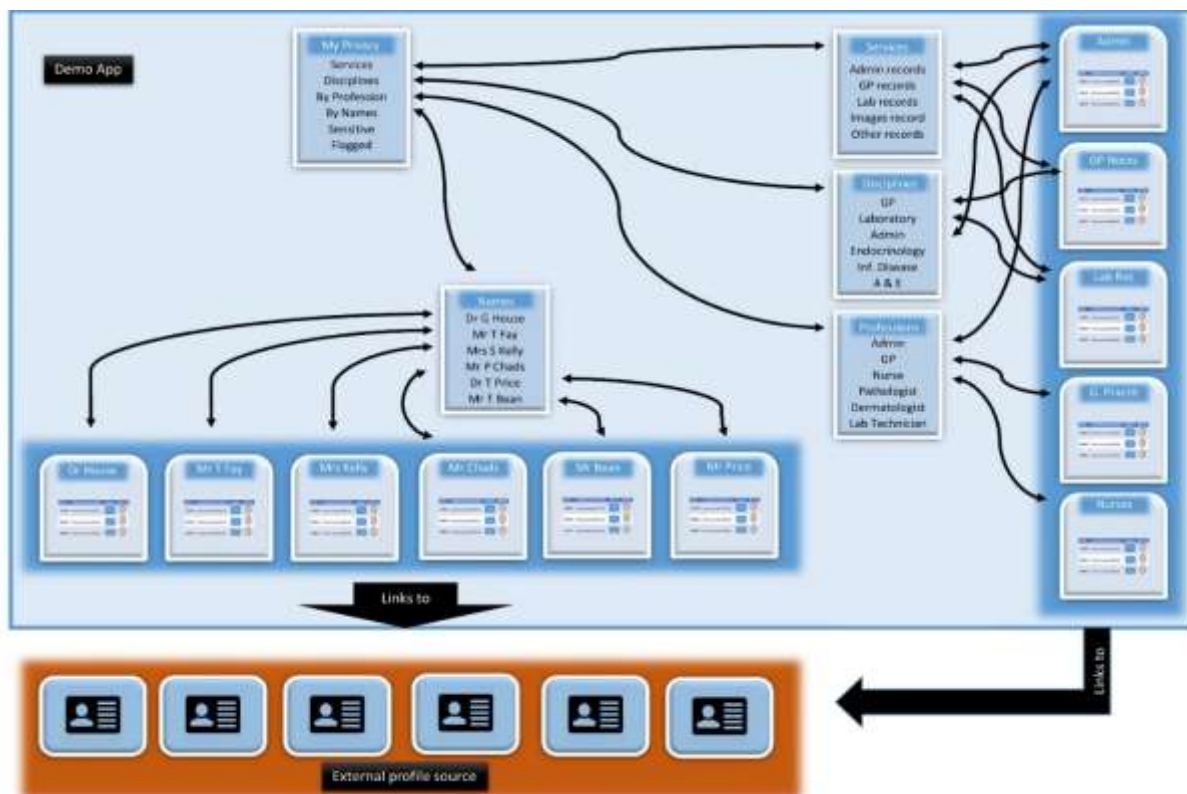 Demo App
My Privacy
Services
Disciplines
By Profession
By Names
Sensitive
Flagged
Services
Admin records
GP records
Lab records
Images record
Other records
Disciplines
GP
Laboratory
Admin
Endocrinology
Inf. Disease
A & E
Professions
Admin
GP
Nurse
Pathologist
Dermatologist
Lab Technician
Names
Dr G House
Mr T Fay
Mrs S Kelly
Mr P Chads
Dr T Price
Mr T Bean
Admin
GP Notes
Lab Rec
G. Practit
Nurses
Dr House
Mr T Fay
Mrs Kelly
Mr Chads
Mr Bean
Mr Price
Links to
Links to
External profile source